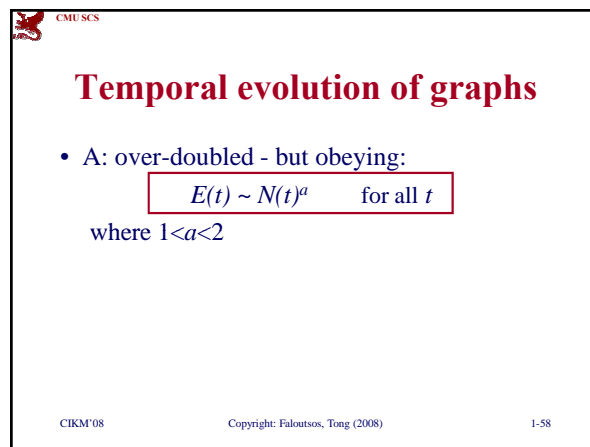 CMU SCS
Temporal evolution of graphs
• A: over-doubled - but obeying:
E(t) ~ N(t)ᵃ for all t
where 1<a<2
CIKM'08 Copyright: Faloutsos, Tong (2008) 1-58